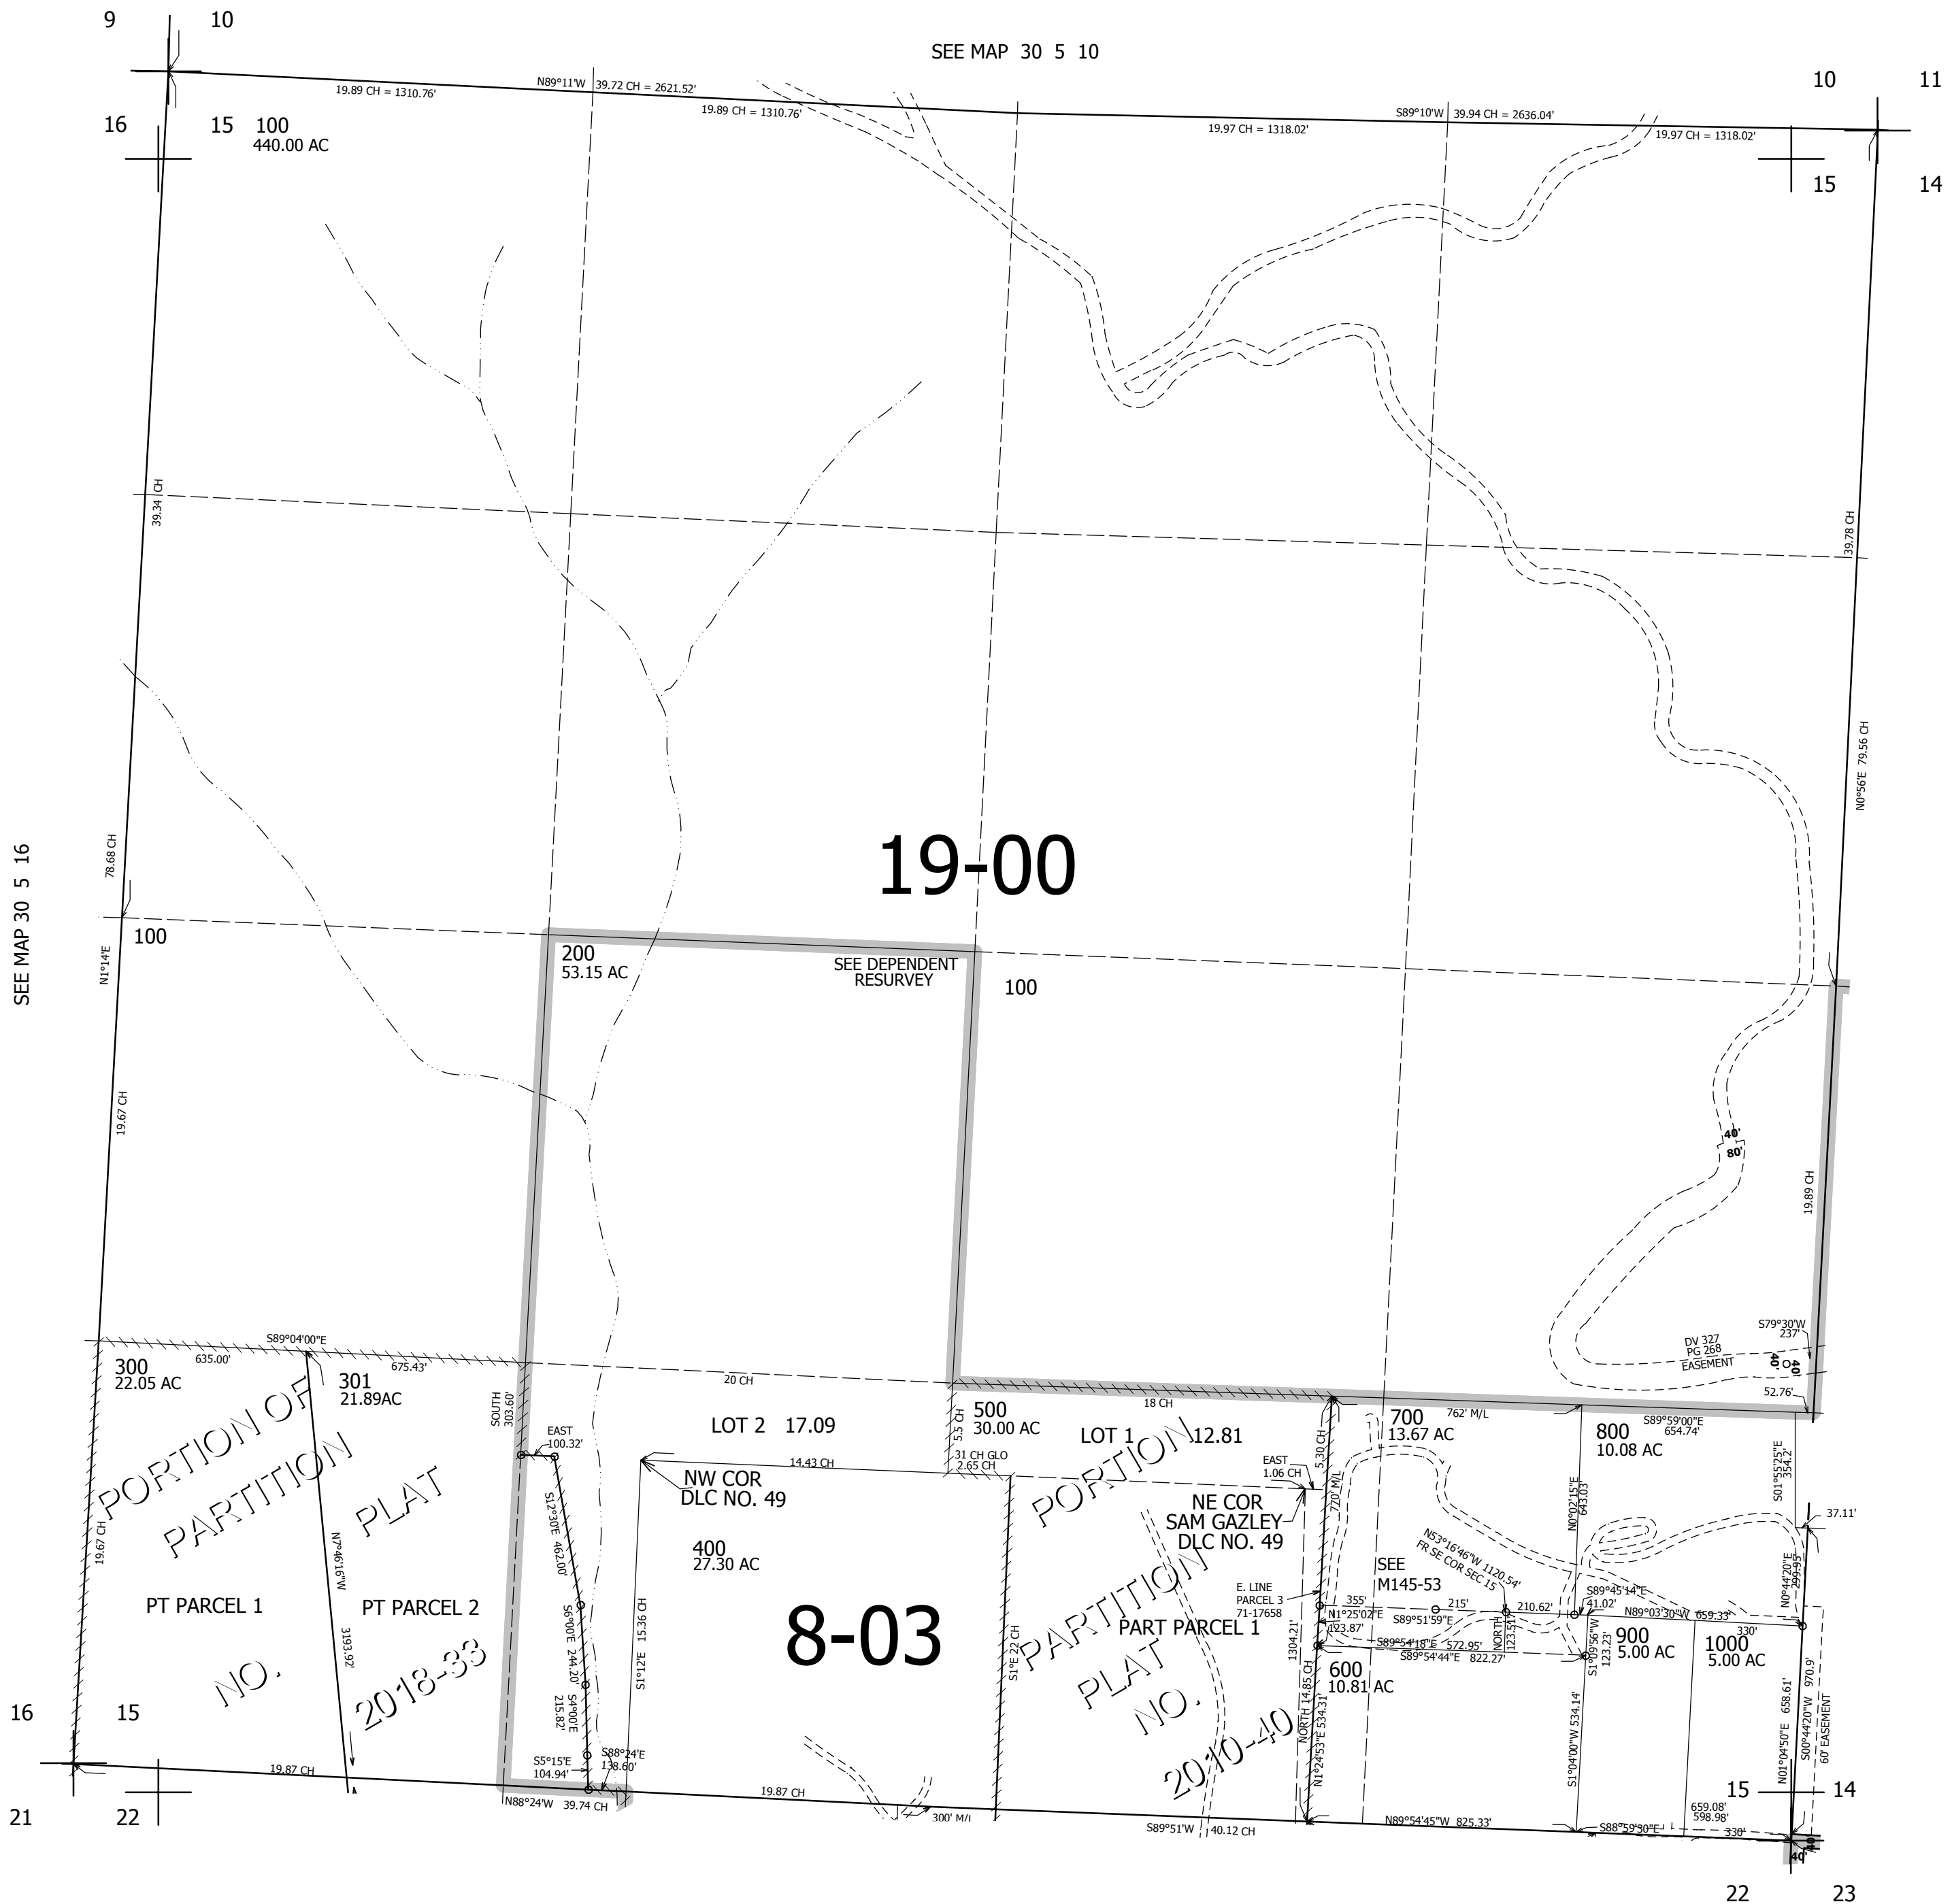 9 10
SEE MAP 30 5 10
10 11
16 15
15 14
100
440.00 AC
N89°11'W 39.72 CH = 2621.52'
19.89 CH = 1310.76'
19.89 CH = 1310.76'
S89°10'W 39.94 CH = 2636.04'
19.97 CH = 1318.02'
19.97 CH = 1318.02'
39.34 CH
39.78 CH
78.68 CH
N0°56'E 79.56 CH
SEE MAP 30 5 16
N1°14'E
19.67 CH
19-00
100
200
53.15 AC
SEE DEPENDENT
RESURVEY
100
40'
80'
19.89 CH
S79°30'W
237'
DV 327
PG 268
EASEMENT
40'
40'
52.76'
S89°04'00"E
635.00'
675.43'
300
22.05 AC
301
21.89AC
PORTION OF
PARTITION
PLAT
NO.
2018-33
PT PARCEL 1
PT PARCEL 2
19.67 CH
N7°46'16"W 3193.92'
SOUTH
303.60'
EAST
100.32'
S12°30'E 462.00'
S6°00'E 244.20'
S4°00'E
215.82'
S5°15'E
104.94'
S88°24'E
138.60'
20 CH
LOT 2 17.09
14.43 CH
NW COR
DLC NO. 49
400
27.30 AC
S1°12'E 15.36 CH
8-03
5.5 CH
500
30.00 AC
31 CH GLO
2.65 CH
S1°E 22 CH
18 CH
LOT 1 12.81
PORTION
PARTITION
PLAT
NO.
2010-40
PART PARCEL 1
EAST
1.06 CH
NE COR
SAM GAZLEY
DLC NO. 49
E. LINE
PARCEL 3
71-17658
5.30 CH
770' M/L
1304.21'
NORTH 14.85 CH
N1°24'53"E 534.31'
762' M/L
700
13.67 AC
SEE
M145-53
N53°16'46"W 1120.54'
FR SE COR SEC 15
355'
215'
210.62'
N1°25'02"E
123.87'
S89°51'59"E
S89°54'18"E 572.95'
S89°54'44"E 822.27'
NORTH
123.51'
600
10.81 AC
S89°59'00"E
654.74'
800
10.08 AC
N0°02'15"E
643.03'
S01°55'25"E
354.2'
37.11'
N0°44'20"E
299.95'
S89°45'14"E
41.02'
N89°03'30"W 659.33'
330'
S1°09'56"W
123.23'
900
5.00 AC
1000
5.00 AC
S1°04'00"W 534.14'
N01°04'50"E 658.61'
S00°44'20"W 970.9'
60' EASEMENT
659.08'
598.98'
330'
S88°59'30"E
N89°54'45"W 825.33'
S89°51'W 40.12 CH
300' M/L
19.87 CH
N88°24'W 39.74 CH
19.87 CH
16 15
21 22
15 14
22 23
40'
40'